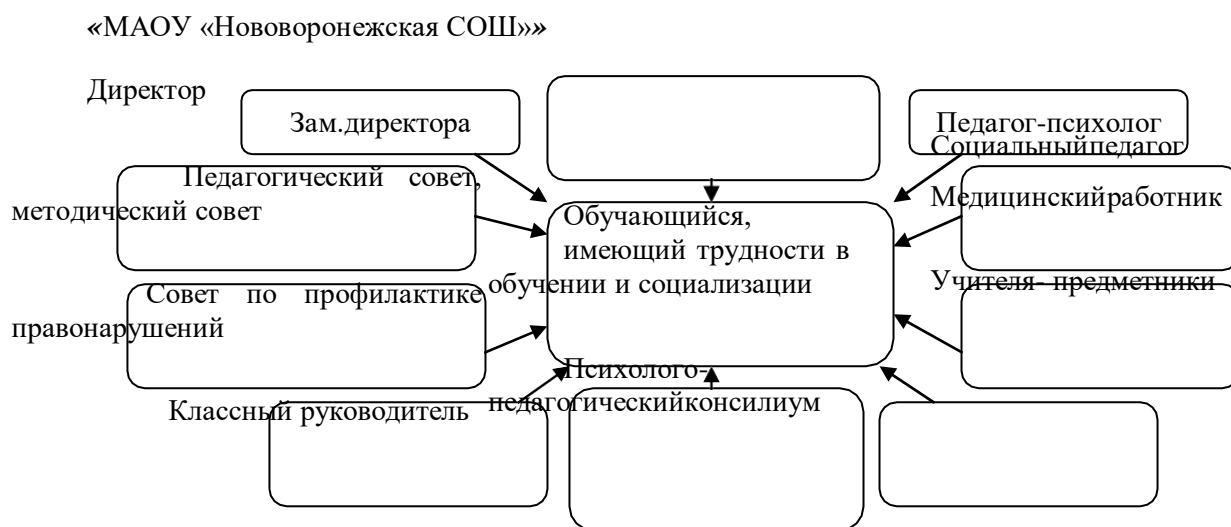 «МАОУ «Нововоронежская СОШ»»
Директор
Зам.директора
Педагог-психолог
Социальныйпедагог
Педагогический совет,
методический совет
Медицинскийработник
Обучающийся,
имеющий трудности в
обучении и социализации
Учителя- предметники
Совет по профилактике
правонарушений
Психолого-
педагогическийконсилиум
Классный руководитель